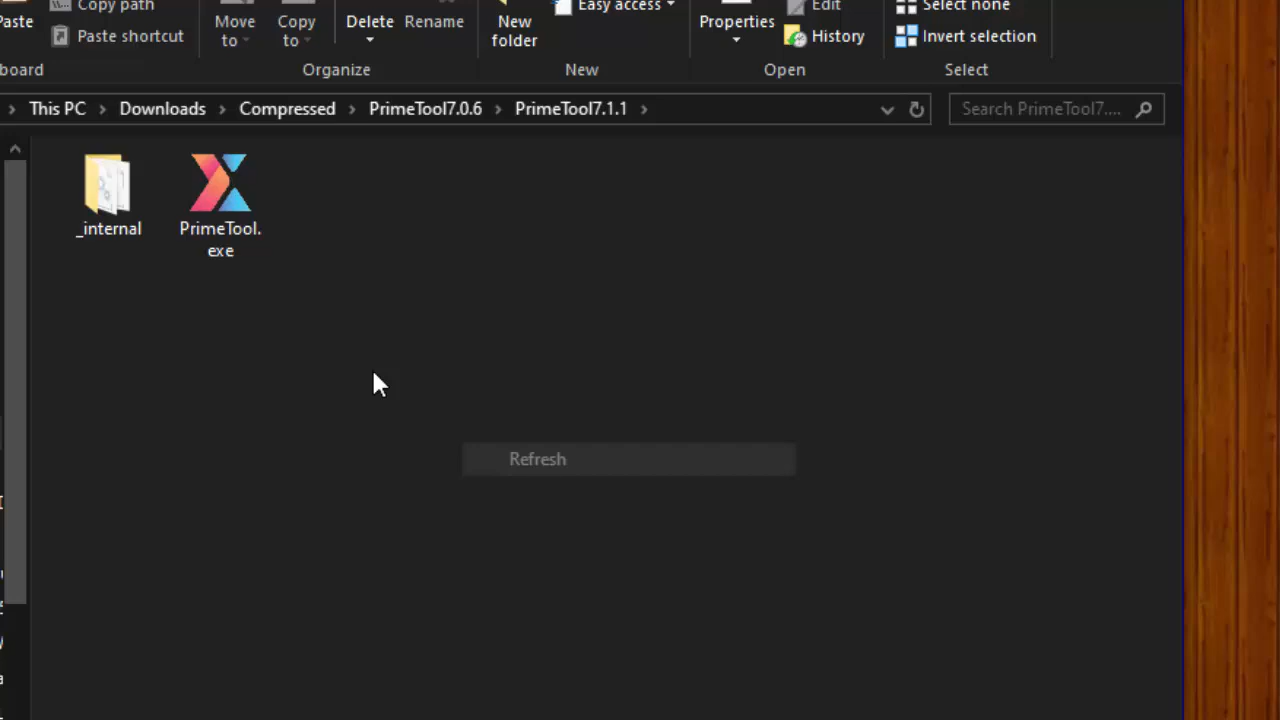 Copy path
Paste
Paste shortcut
Move to
Copy to
Delete
Rename
New folder
Easy access
Properties
Edit
History
Select none
Invert selection
board
Organize
New
Open
Select
This PC
Downloads
Compressed
PrimeTool7.0.6
PrimeTool7.1.1
Search PrimeTool7....
_internal
PrimeTool.
exe
Refresh